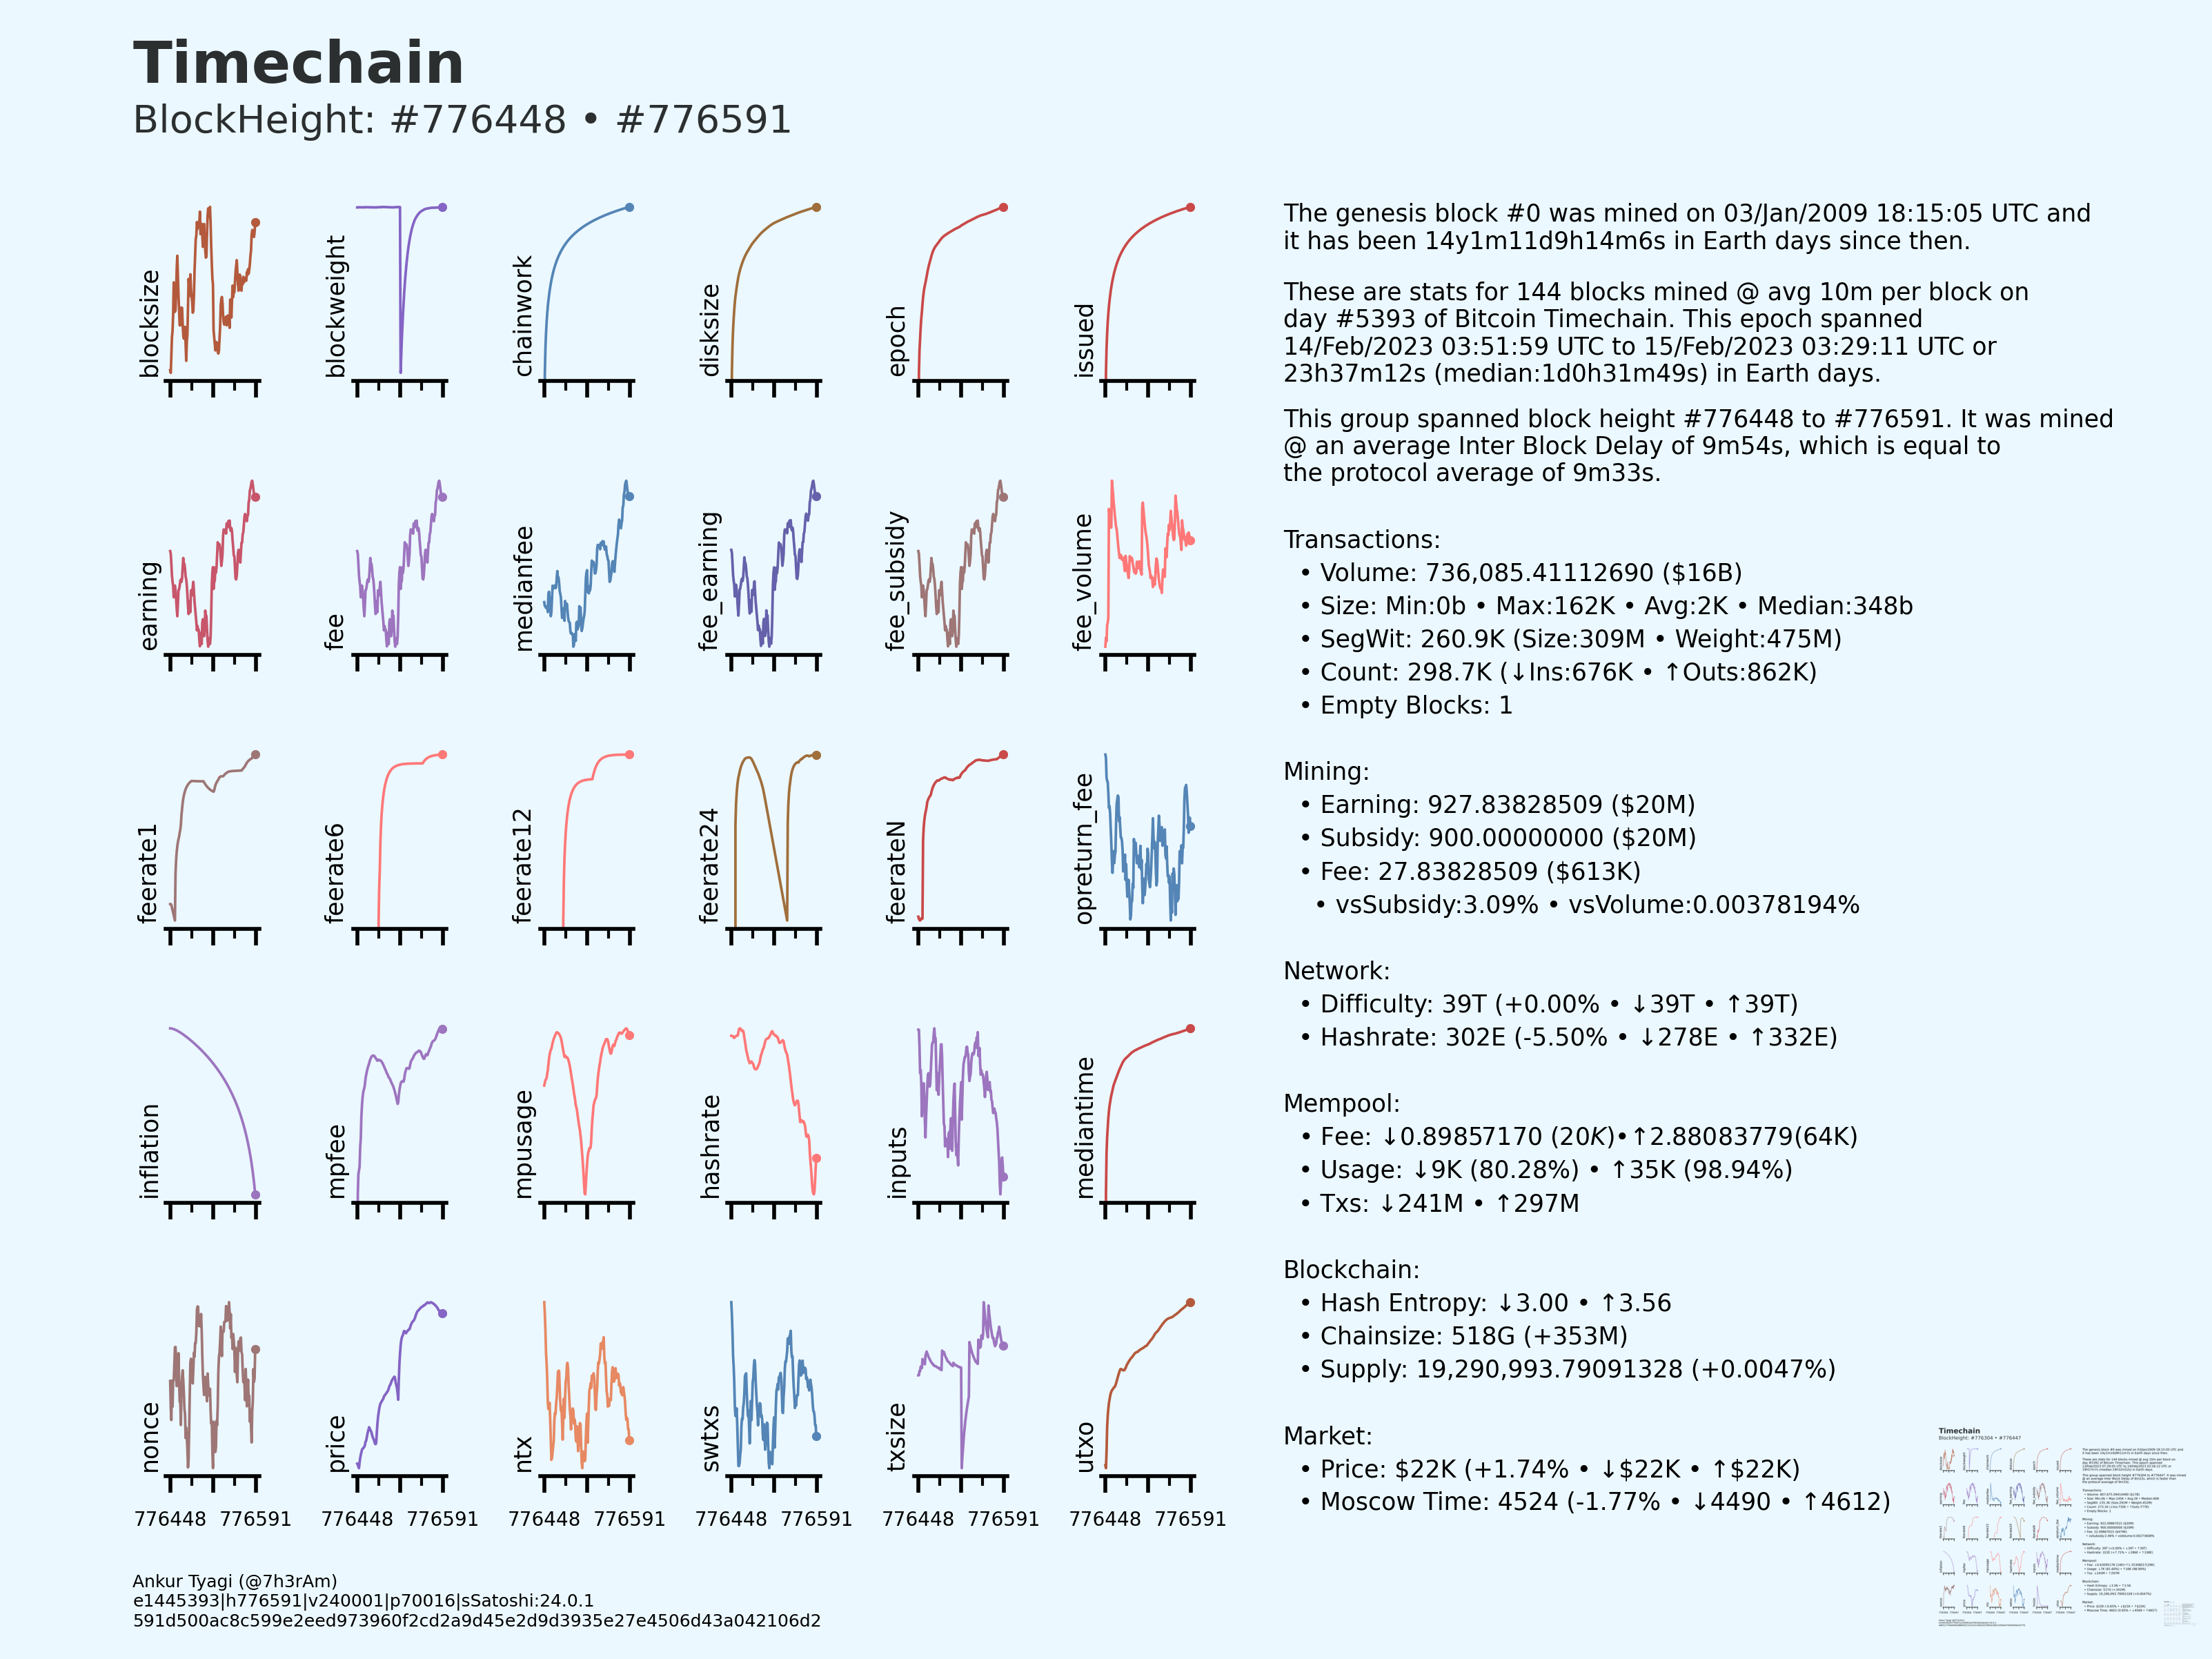 Timechain
BlockHeight: #776448 • #776591
blocksize
blockweight
chainwork
disksize
epoch
issued
earning
fee
medianfee
fee_earning
fee_subsidy
fee_volume
feerate1
feerate6
feerate12
feerate24
feerateN
opreturn_fee
inflation
mpfee
mpusage
hashrate
inputs
mediantime
nonce
price
ntx
swtxs
txsize
utxo
776448 776591 776448 776591 776448 776591 776448 776591 776448 776591 776448 776591
The genesis block #0 was mined on 03/Jan/2009 18:15:05 UTC and
it has been 14y1m11d9h14m6s in Earth days since then.
These are stats for 144 blocks mined @ avg 10m per block on
day #5393 of Bitcoin Timechain. This epoch spanned
14/Feb/2023 03:51:59 UTC to 15/Feb/2023 03:29:11 UTC or
23h37m12s (median:1d0h31m49s) in Earth days.
This group spanned block height #776448 to #776591. It was mined
@ an average Inter Block Delay of 9m54s, which is equal to
the protocol average of 9m33s.
Transactions:
• Volume: 736,085.41112690 ($16B)
• Size: Min:0b • Max:162K • Avg:2K • Median:348b
• SegWit: 260.9K (Size:309M • Weight:475M)
• Count: 298.7K (↓Ins:676K • ↑Outs:862K)
• Empty Blocks: 1
Mining:
• Earning: 927.83828509 ($20M)
• Subsidy: 900.00000000 ($20M)
• Fee: 27.83828509 ($613K)
• vsSubsidy:3.09% • vsVolume:0.00378194%
Network:
• Difficulty: 39T (+0.00% • ↓39T • ↑39T)
• Hashrate: 302E (-5.50% • ↓278E • ↑332E)
Mempool:
• Fee: ↓0.89857170 (20K)•↑2.88083779(64K)
• Usage: ↓9K (80.28%) • ↑35K (98.94%)
• Txs: ↓241M • ↑297M
Blockchain:
• Hash Entropy: ↓3.00 • ↑3.56
• Chainsize: 518G (+353M)
• Supply: 19,290,993.79091328 (+0.0047%)
Market:
• Price: $22K (+1.74% • ↓$22K • ↑$22K)
• Moscow Time: 4524 (-1.77% • ↓4490 • ↑4612)
Ankur Tyagi (@7h3rAm)
e1445393|h776591|v240001|p70016|sSatoshi:24.0.1
591d500ac8c599e2eed973960f2cd2a9d45e2d9d3935e27e4506d43a042106d2
Timechain
BlockHeight: #776304 • #776447